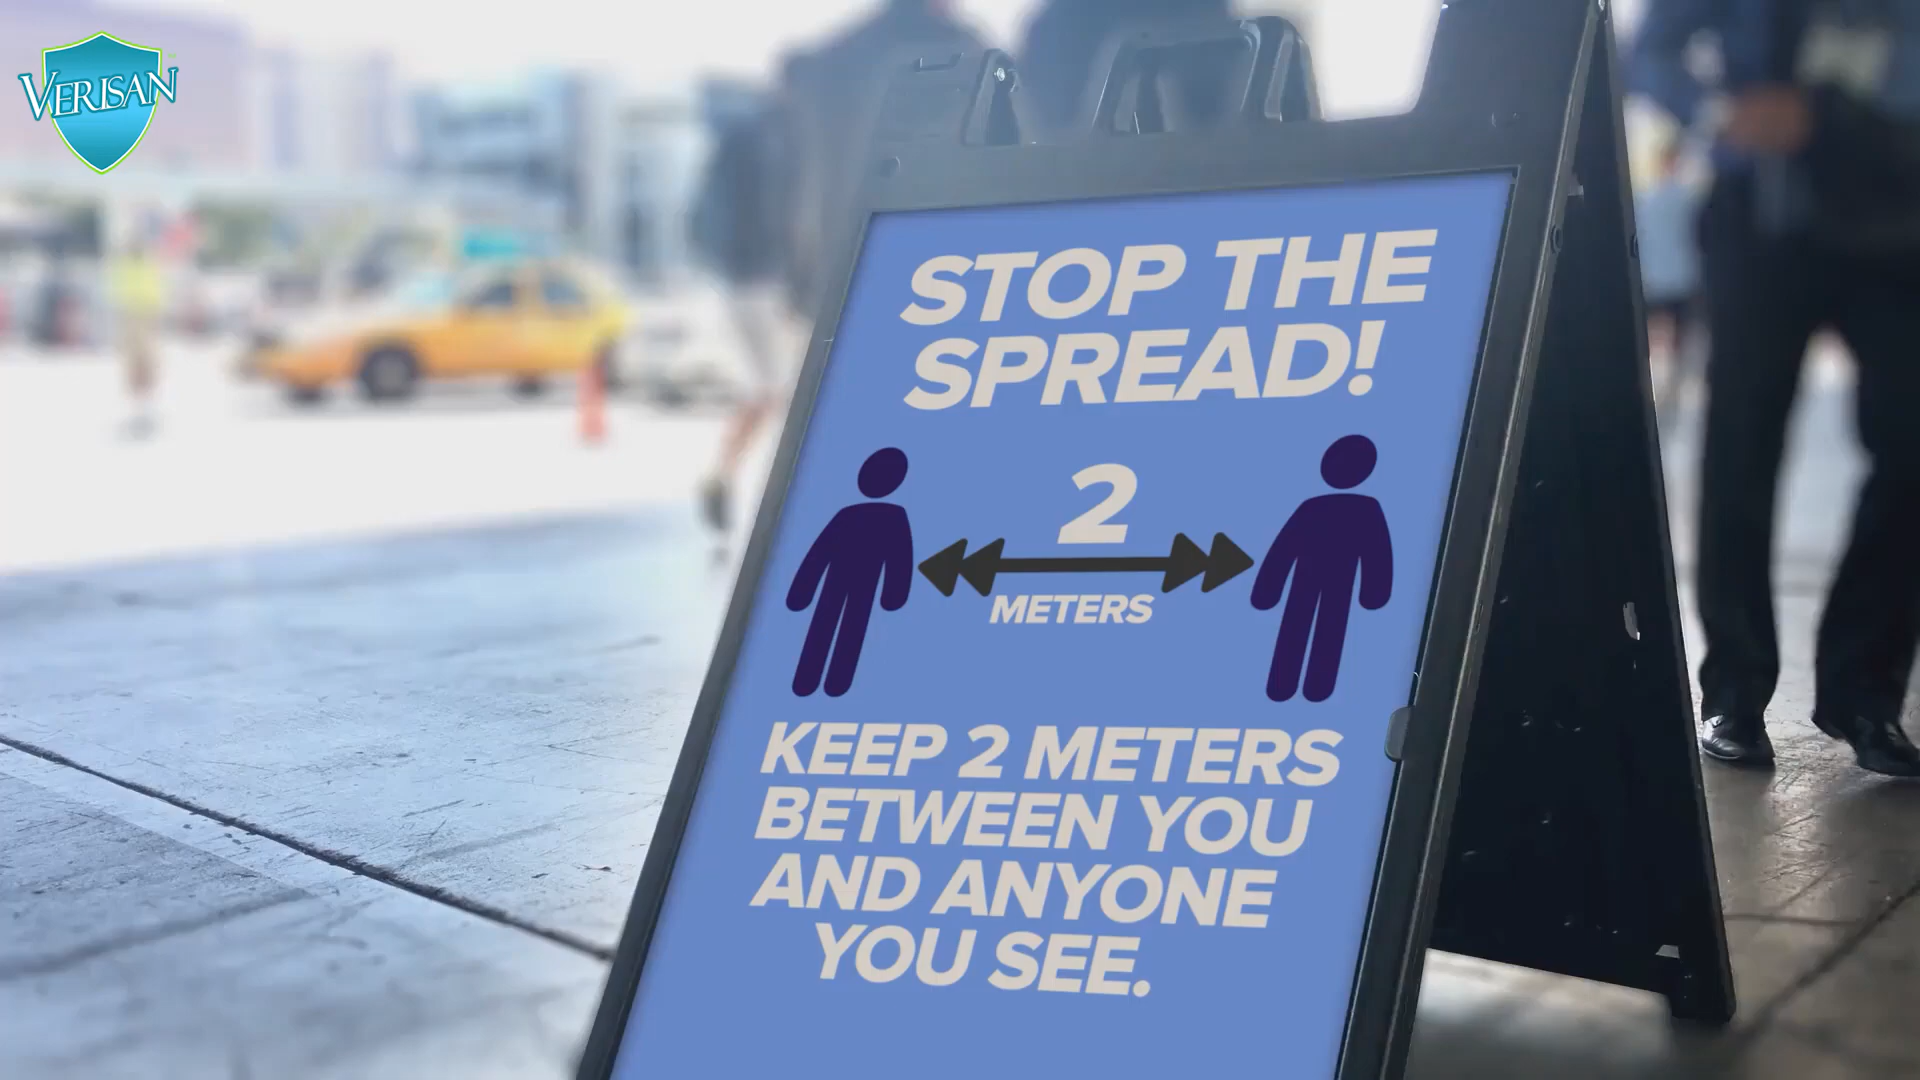 VERISAN
STOP THE
SPREAD!
2
METERS
KEEP 2 METERS
BETWEEN YOU
AND ANYONE
YOU SEE.